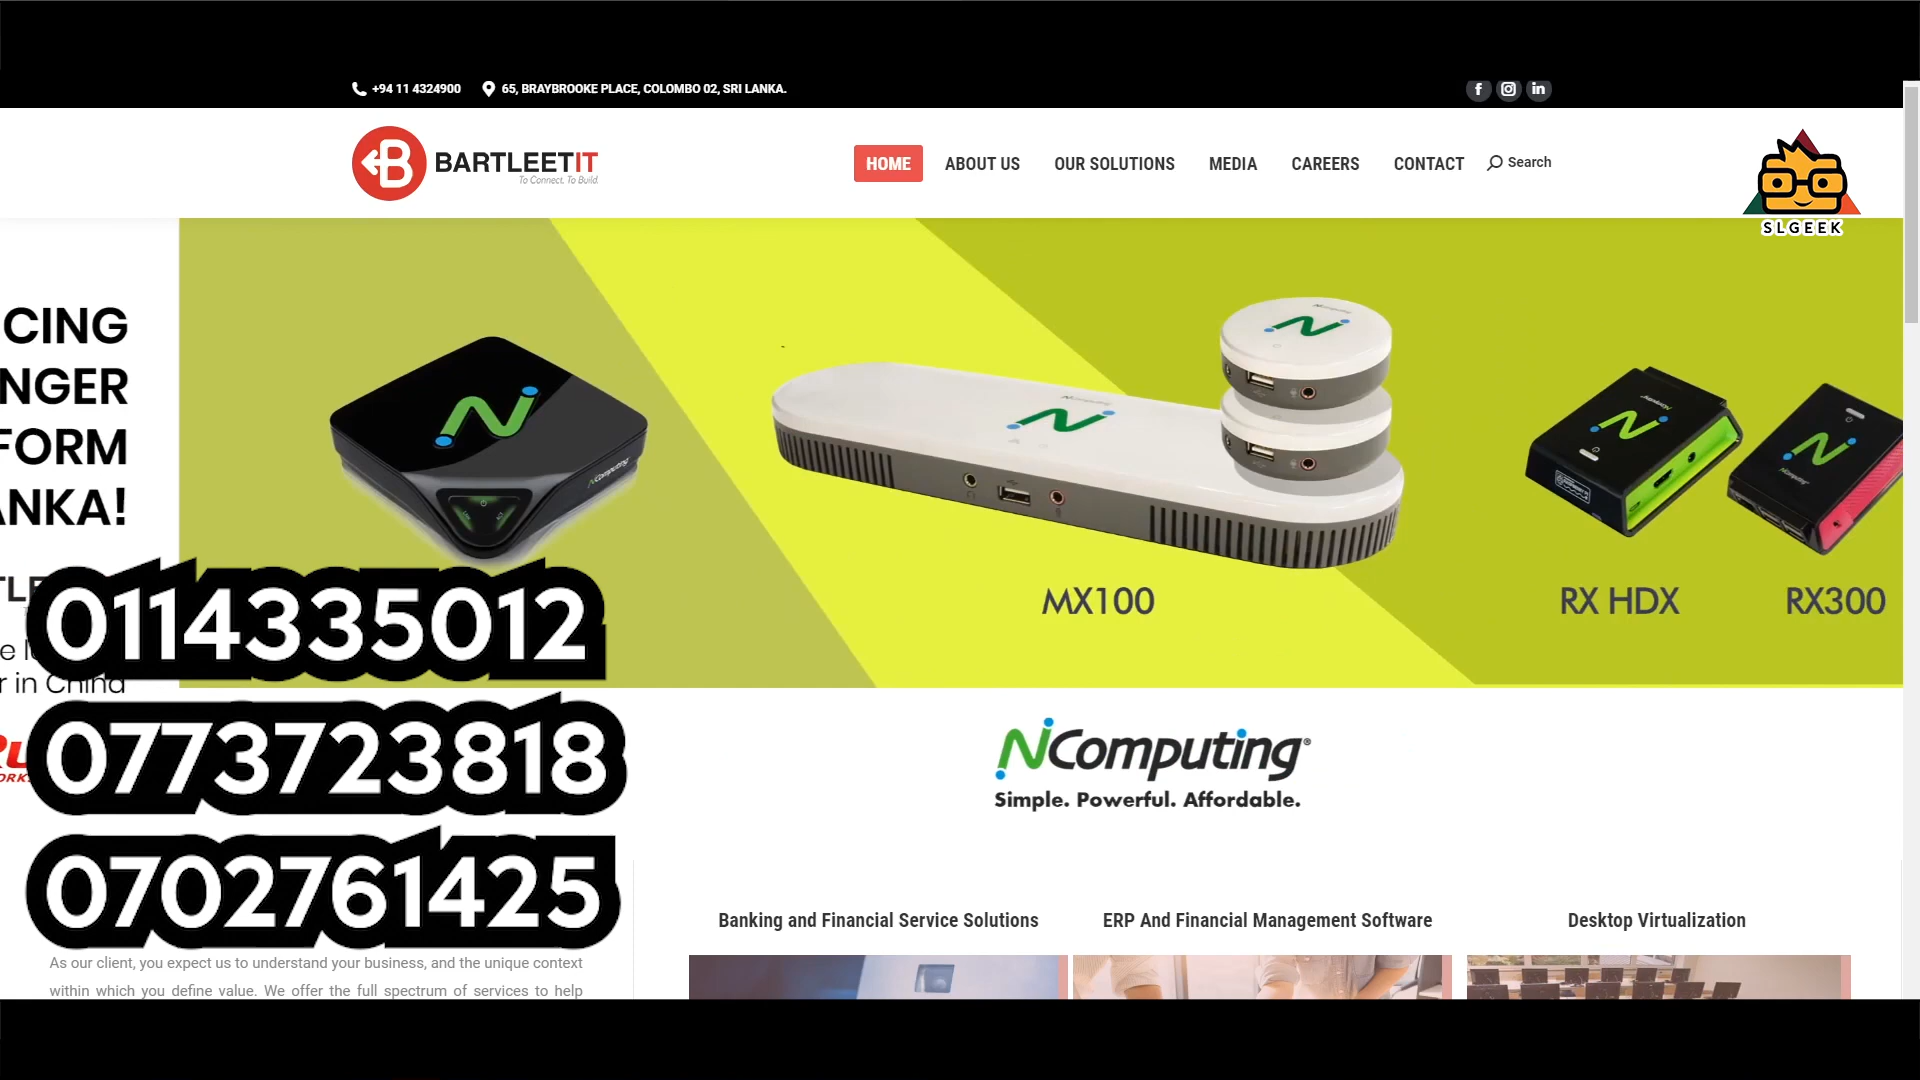 +94 11 4324900 65, BRAYBROOKE PLACE, COLOMBO 02, SRI LANKA.
BARTLEETIT
To Connect. To Build.
HOME ABOUT US OUR SOLUTIONS MEDIA CAREERS CONTACT Search
SLGEEK
CING
NGER
FORM
ANKA!
MX100
RX HDX
RX300
0114335012
r in China
0773723818
0702761425
NComputing®
Simple. Powerful. Affordable.
Banking and Financial Service Solutions
ERP And Financial Management Software
Desktop Virtualization
As our client, you expect us to understand your business, and the unique context
within which you define value. We offer the full spectrum of services to help